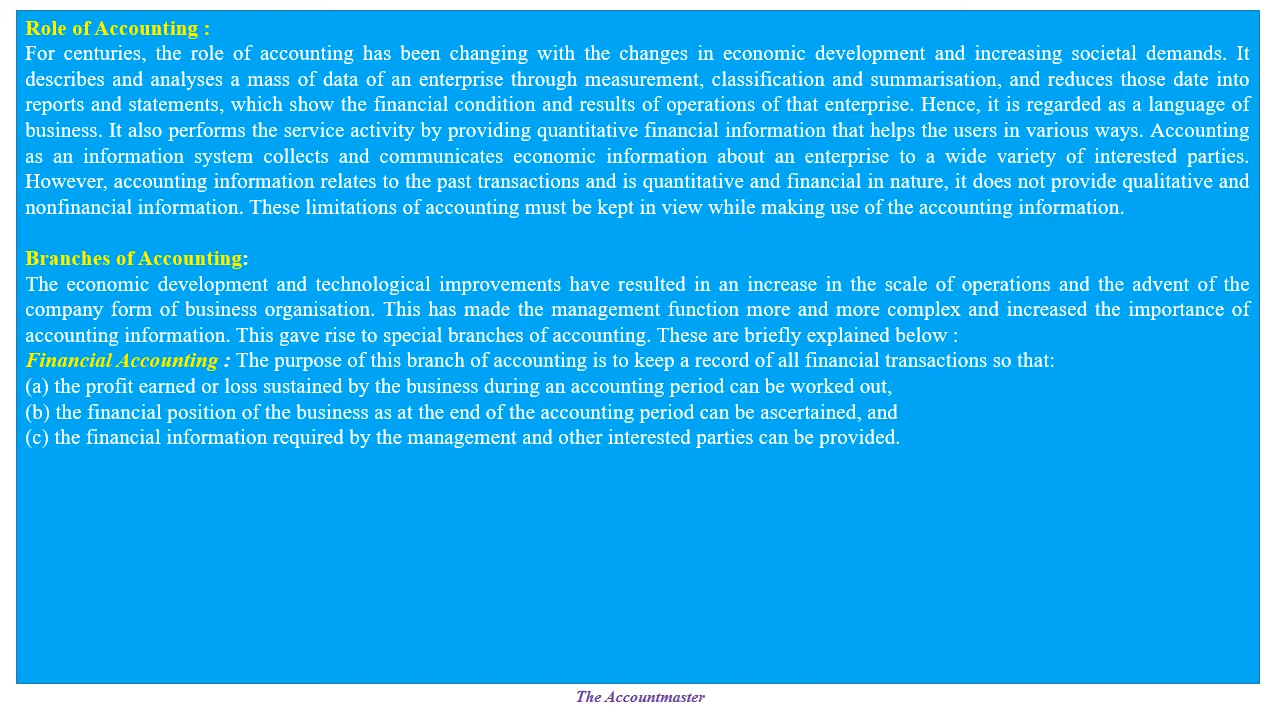 Role of Accounting :
For centuries, the role of accounting has been changing with the changes in economic development and increasing societal demands. It
describes and analyses a mass of data of an enterprise through measurement, classification and summarisation, and reduces those date into
reports and statements, which show the financial condition and results of operations of that enterprise. Hence, it is regarded as a language of
business. It also performs the service activity by providing quantitative financial information that helps the users in various ways. Accounting
as an information system collects and communicates economic information about an enterprise to a wide variety of interested parties.
However, accounting information relates to the past transactions and is quantitative and financial in nature, it does not provide qualitative and
nonfinancial information. These limitations of accounting must be kept in view while making use of the accounting information.
Branches of Accounting:
The economic development and technological improvements have resulted in an increase in the scale of operations and the advent of the
company form of business organisation. This has made the management function more and more complex and increased the importance of
accounting information. This gave rise to special branches of accounting. These are briefly explained below :
Financial Accounting : The purpose of this branch of accounting is to keep a record of all financial transactions so that:
(a) the profit earned or loss sustained by the business during an accounting period can be worked out,
(b) the financial position of the business as at the end of the accounting period can be ascertained, and
(c) the financial information required by the management and other interested parties can be provided.
The Accountmaster